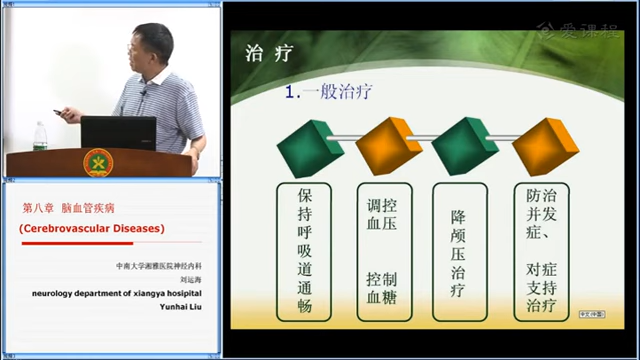 爱课程
治 疗
1.一般治疗
保持呼吸道通畅
调控
血压
控制
血糖
降颅压治疗
防治
并发
症、
对症
支持
治疗
第八章 脑血管疾病
(Cerebrovascular Diseases)
中南大学湘雅医院神经内科
刘运海
neurology department of xiangya hosipital
Yunhai Liu
中文(中国)